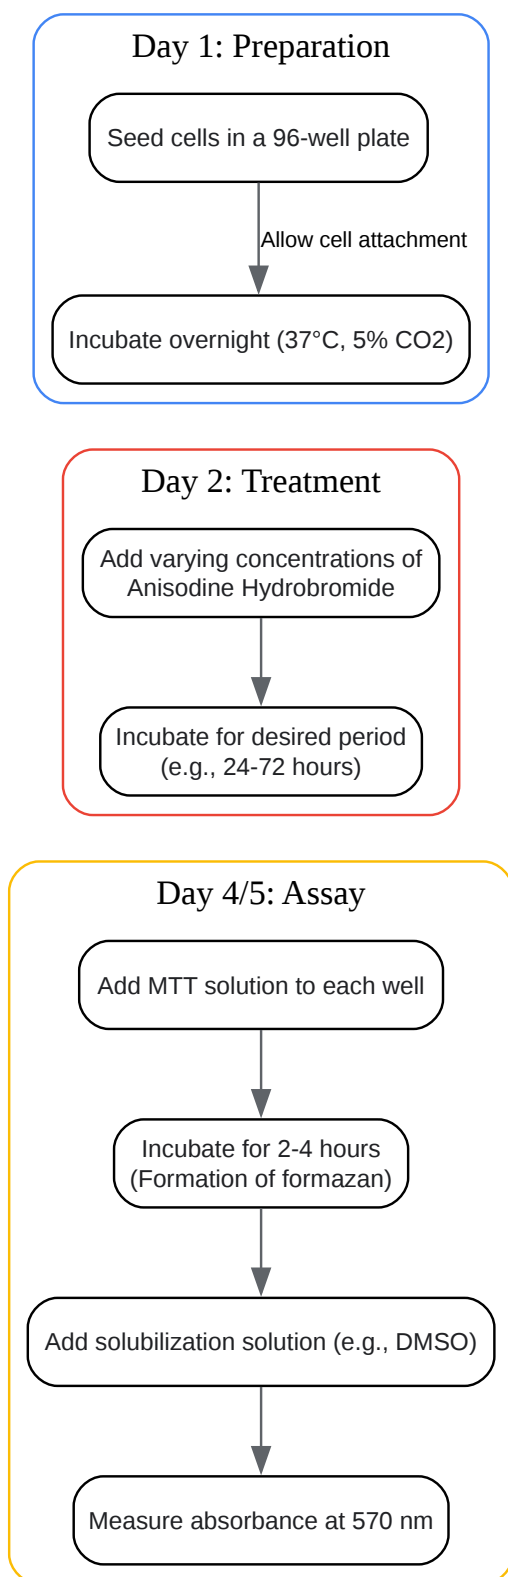 Day 1: Preparation
Seed cells in a 96-well plate
Allow cell attachment
Incubate overnight (37°C, 5% CO2)
Day 2: Treatment
Add varying concentrations of
Anisodine Hydrobromide
Incubate for desired period
(e.g., 24-72 hours)
Day 4/5: Assay
Add MTT solution to each well
Incubate for 2-4 hours
(Formation of formazan)
Add solubilization solution (e.g., DMSO)
Measure absorbance at 570 nm